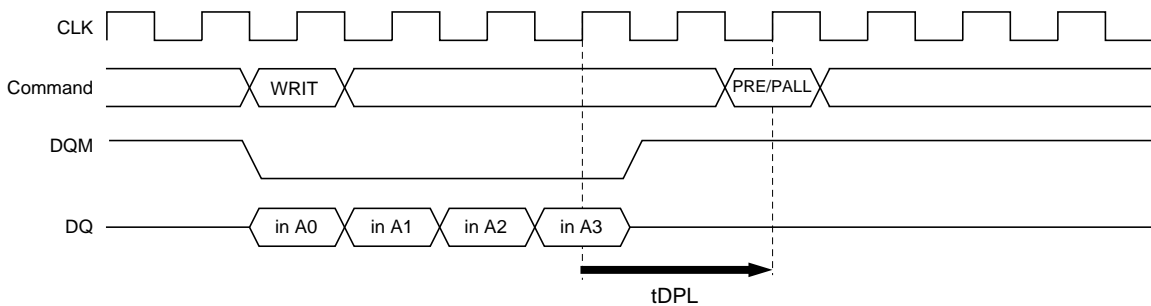 CLK
Command WRIT PRE/PALL
DQM
DQ in A0 in A1 in A2 in A3
tDPL